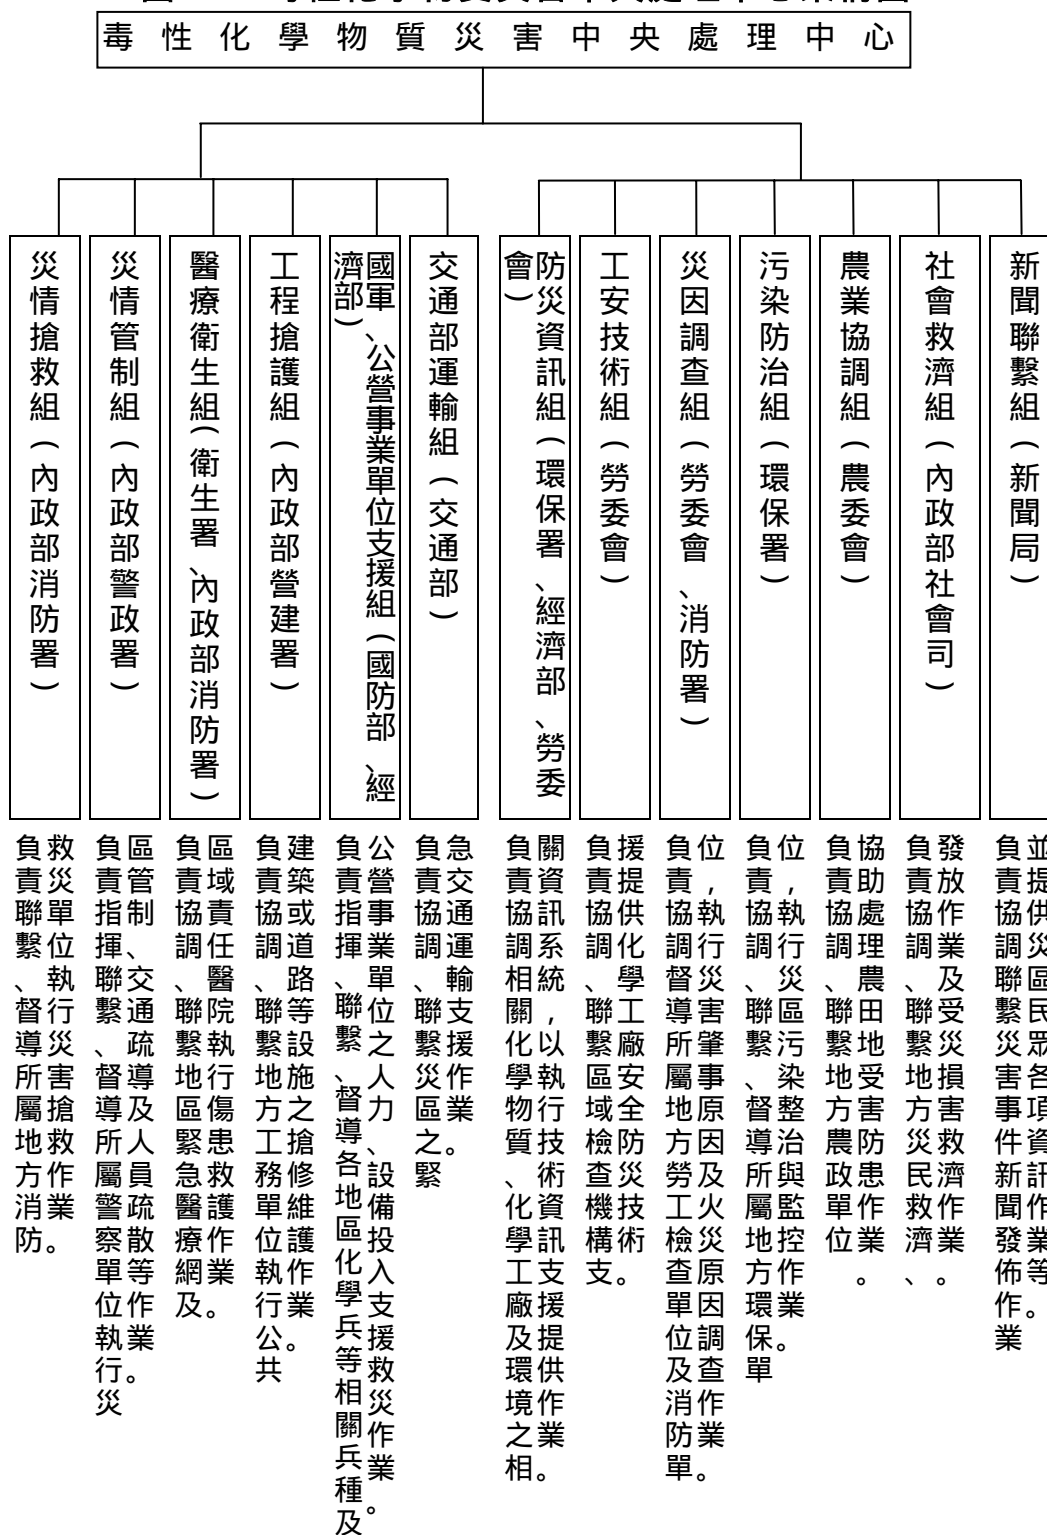 毒性化學物質災害中央處理中心
災情搶救組(內政部消防署)
災情管制組(內政部警政署)
醫療衛生組(衛生署、內政部消防署)
工程搶護組(內政部營建署)
國軍、公營事業單位支援組(國防部、經
濟部)
交通部運輸組(交通部)
防災資訊組(環保署、經濟部、勞委
會)
工安技術組(勞委會)
災因調查組(勞委會、消防署)
污染防治組(環保署)
農業協調組(農委會)
社會救濟組(內政部社會司)
新聞聯繫組(新聞局)
負責聯繫、督導所屬地方消防
救災單位執行災害搶救作業。
負責指揮、聯繫、督導所屬警察單位執行災
區管制、交通疏導及人員疏散等作業。
負責協調、聯繫地區緊急醫療網及
區域責任醫院執行傷患救護作業。
負責協調、聯繫地方工務單位執行公共
建築或道路等設施之搶修維護作業。
負責指揮、聯繫、督導各地區化學兵等相關兵種及
公營事業單位之人力、設備投入支援救災作業。
負責協調、聯繫災區之緊
急交通運輸支援作業。
負責協調相關化學物質、化學工廠及環境之相
關資訊系統,以執行技術資訊支援提供作業。
負責協調、聯繫區域檢查機構支
援提供化學工廠安全防災技術。
負責協調督導所屬地方勞工檢查單位及消防單
位,執行災害肇事原因及火災原因調查作業。
負責協調、聯繫、督導所屬地方環保單
位,執行災區污染整治與監控作業。
負責協調、聯繫地方農政單位
協助處理農田地受害防患作業。
負責協調、聯繫地方災民救濟、
發放作業及受災損害救濟作業。
負責協調聯繫災害事件新聞發佈作業
並提供災區民眾各項資訊作業等。